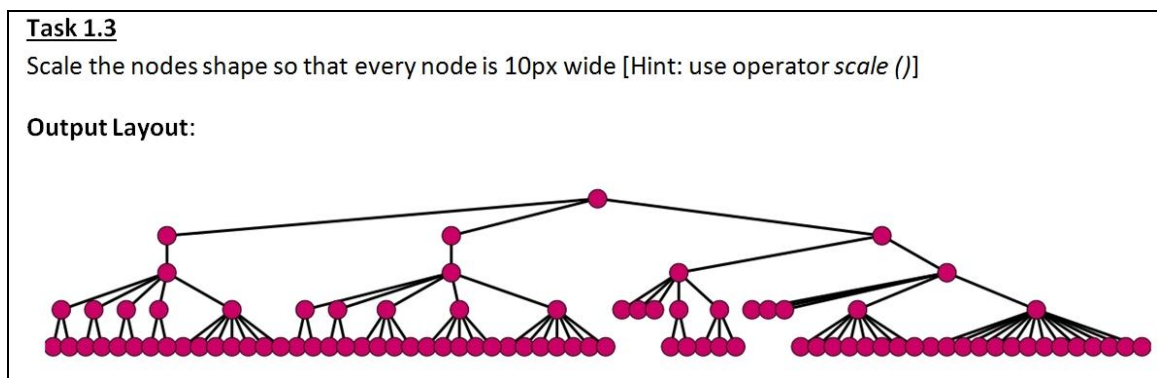 Task 1.3
Scale the nodes shape so that every node is 10px wide [Hint: use operator scale ()]
Output Layout: